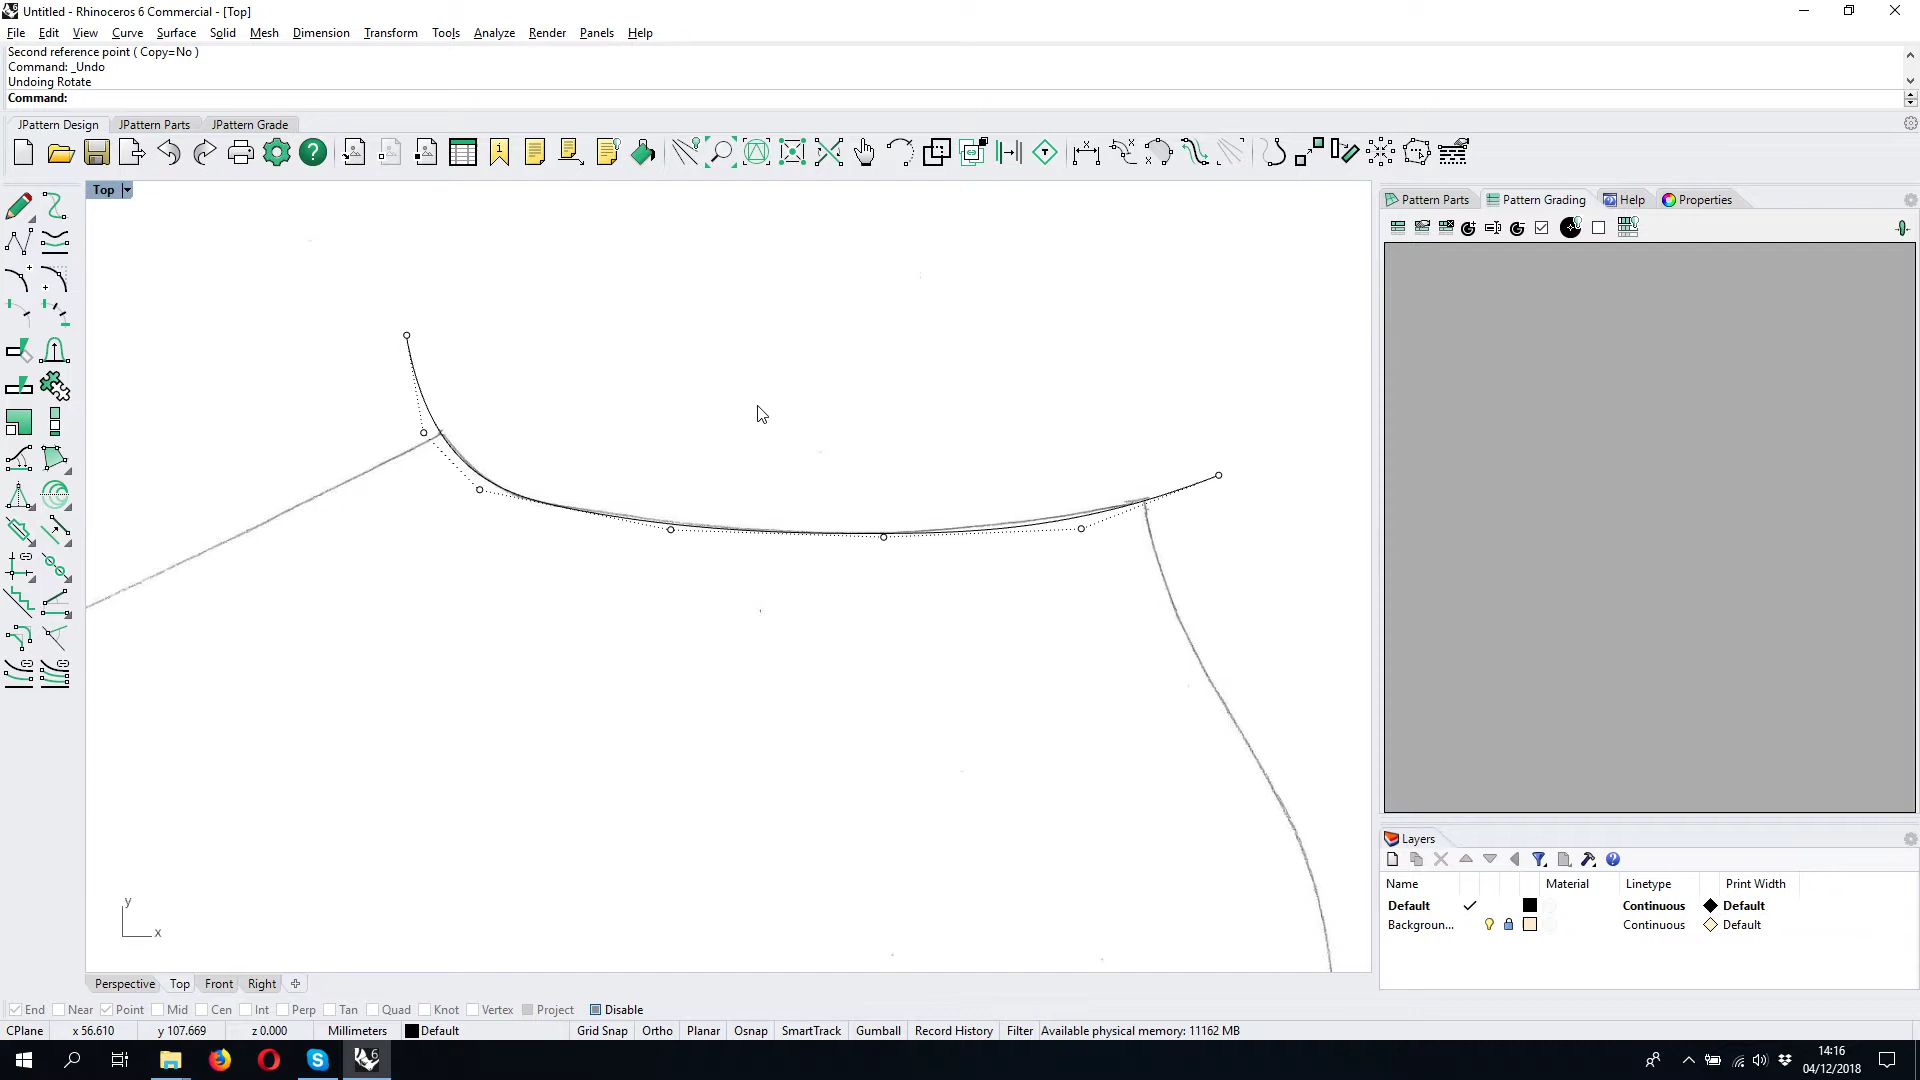 Untitled - Rhinoceros 6 Commercial - [Top]
File Edit View Curve Surface Solid Mesh Dimension Transform Tools Analyze Render Panels Help
Second reference point ( Copy=No )
Command: _Undo
Undoing Rotate
Command:
JPattern Design JPattern Parts JPattern Grade
Top
Pattern Parts Pattern Grading Help Properties
Layers
Name Material Linetype Print Width
Default Continuous Default
Backgroun... Continuous Default
y
x
Perspective Top Front Right
End Near Point Mid Cen Int Perp Tan Quad Knot Vertex Project Disable
CPlane x 56.610 y 107.669 z 0.000 Millimeters Default Grid Snap Ortho Planar Osnap SmartTrack Gumball Record History Filter Available physical memory: 11162 MB
14:16
04/12/2018